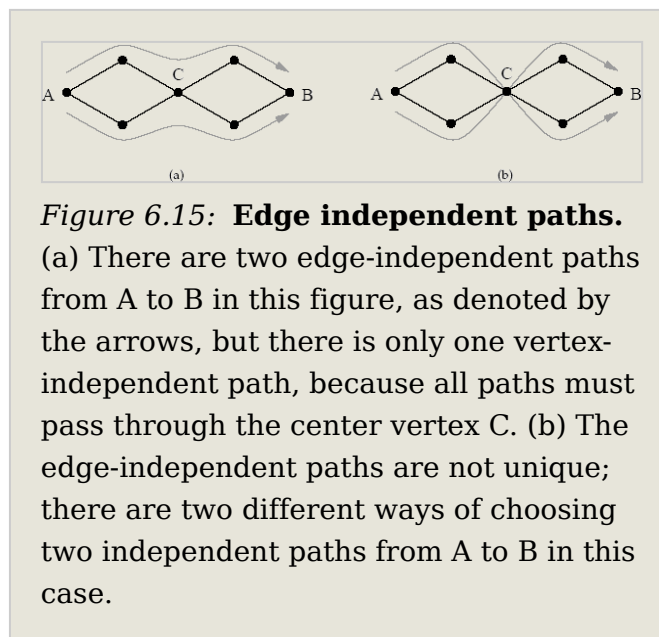 C C
A B A B
(a) (b)
Figure 6.15: Edge independent paths.
(a) There are two edge-independent paths
from A to B in this figure, as denoted by
the arrows, but there is only one vertex-
independent path, because all paths must
pass through the center vertex C. (b) The
edge-independent paths are not unique;
there are two different ways of choosing
two independent paths from A to B in this
case.